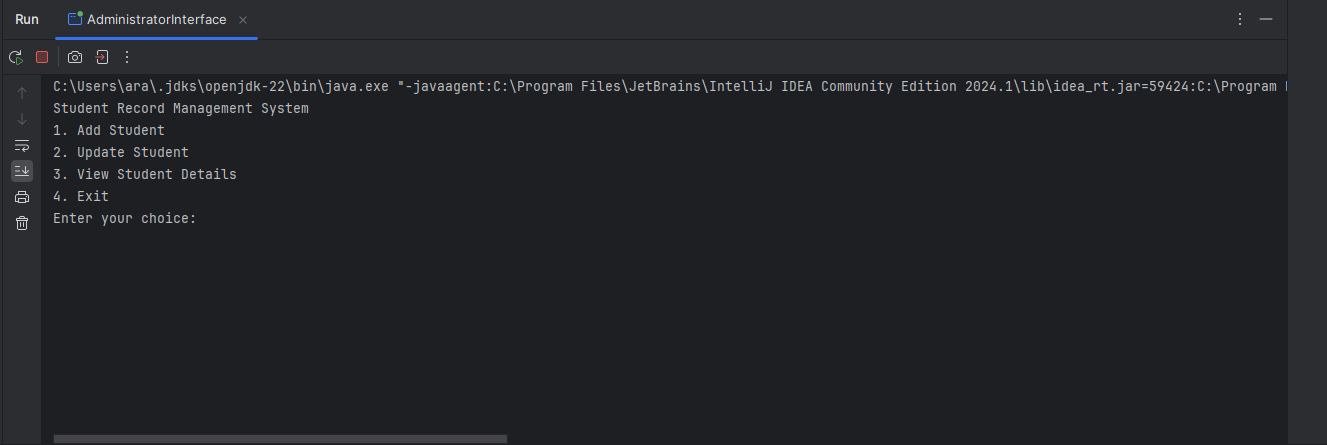 Run AdministratorInterface
C:\Users\ara\.jdks\openjdk-22\bin\java.exe "-javaagent:C:\Program Files\JetBrains\IntelliJ IDEA Community Edition 2024.1\lib\idea_rt.jar=59424:C:\Program
Student Record Management System
1. Add Student
2. Update Student
3. View Student Details
4. Exit
Enter your choice: